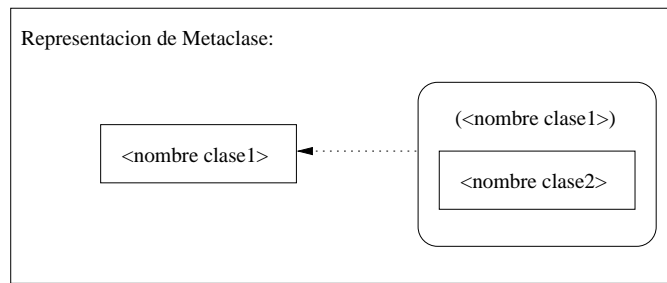 Representacion de Metaclase:
(<nombre clase1>)
<nombre clase1>
<nombre clase2>